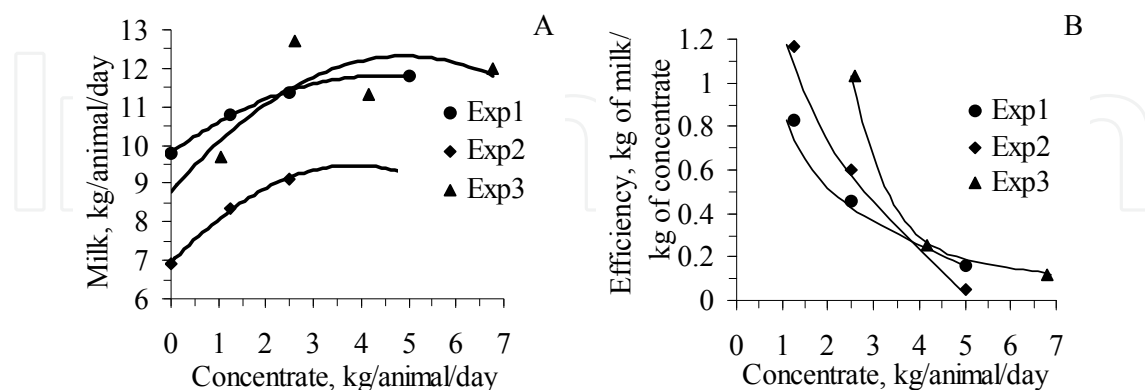 A
Milk, kg/animal/day
13
12
11
10
9
8
7
6
0 1 2 3 4 5 6 7
Concentrate, kg/animal/day
Exp1
Exp2
Exp3
B
Efficiency, kg of milk/
kg of concentrate
1.2
1
0.8
0.6
0.4
0.2
0
0 1 2 3 4 5 6 7
Concentrate, kg/animal/day
Exp1
Exp2
Exp3